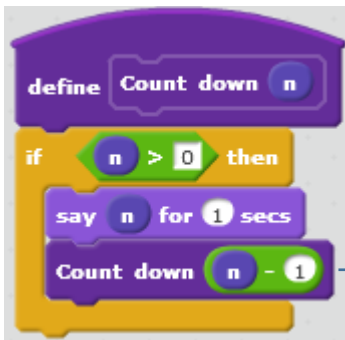 define Count down n
if n > 0 then
say n for 1 secs
Count down n - 1